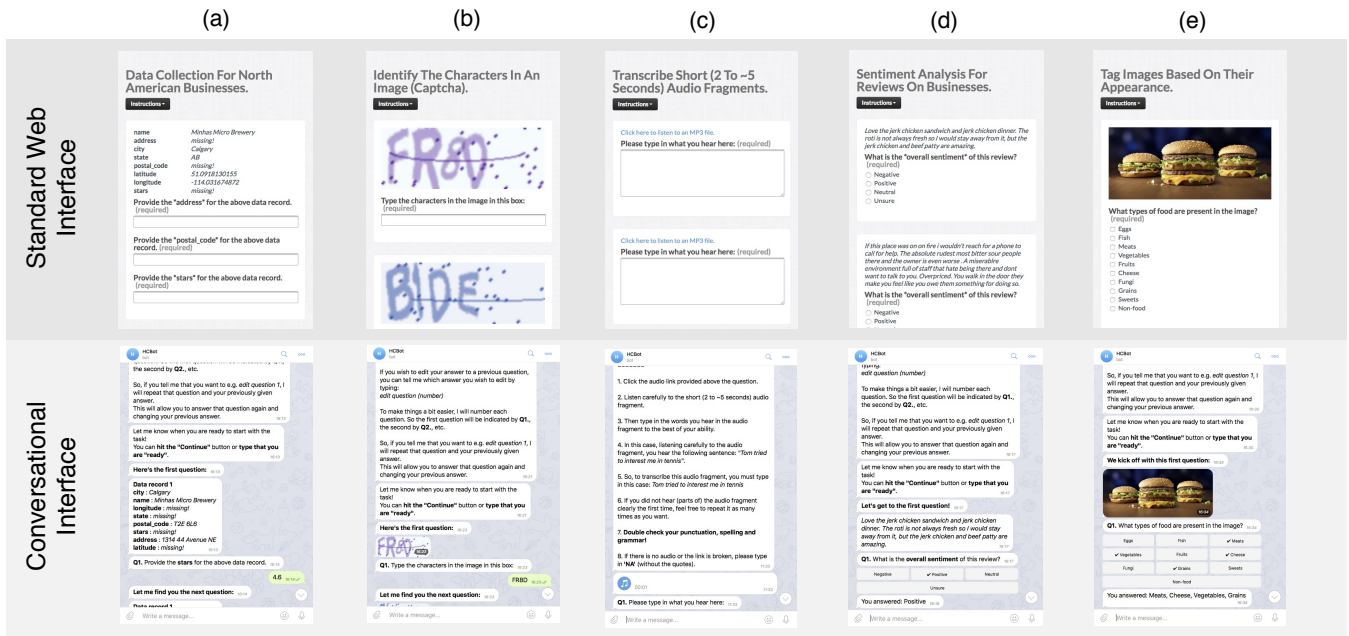 (a)
(b)
(c)
(d)
(e)
Standard Web
Interface
Data Collection For North
American Businesses.
Instructions
name Minhas Micro Brewery
address missing!
city Calgary
state AB
postal_code missing!
latitude 51.0918130155
longitude -114.031674872
stars missing!
Provide the "address" for the above data record.
(required)
Provide the "postal_code" for the above data
record. (required)
Provide the "stars" for the above data record.
(required)
Identify The Characters In An
Image (Captcha).
Instructions
FR8D
Type the characters in the image in this box:
(required)
BIDE
Transcribe Short (2 To ~5
Seconds) Audio Fragments.
Instructions
Click here to listen to an MP3 file.
Please type in what you hear here: (required)
Click here to listen to an MP3 file.
Please type in what you hear here: (required)
Sentiment Analysis For
Reviews On Businesses.
Instructions
Love the jerk chicken sandwich and jerk chicken dinner. The
roti is not always fresh so I would stay away from it, but the
jerk chicken and beef patty are amazing.
What is the "overall sentiment" of this review?
(required)
Negative
Positive
Neutral
Unsure
If this place was on fire I wouldn't reach for a phone to
call for help. The absolute rudest most bitter sour people
there and the owner is even worse . A miserablre
environment full of staff that hate being there and dont
want to talk to you. Overpriced. You walk in the door they
make you feel like you owe them something for doing so.
What is the "overall sentiment" of this review?
(required)
Negative
Positive
Tag Images Based On Their
Appearance.
Instructions
What types of food are present in the image?
(required)
Eggs
Fish
Meats
Vegetables
Fruits
Cheese
Fungi
Grains
Sweets
Non-food
Conversational
Interface
H HCBot
bot
the second by Q2., etc.
So, if you tell me that you want to e.g. edit question 1, I
will repeat that question and your previously given
answer.
This will allow you to answer that question again and
changing your previous answer.
Let me know when you are ready to start with the
task!
You can hit the "Continue" button or type that you
are "ready".
Here's the first question:
Data record 1
city : Calgary
name : Minhas Micro Brewery
longitude : missing!
state : missing!
postal_code : T2E 6L6
stars : missing!
address : 1314 44 Avenue NE
latitude : missing!
Q1. Provide the stars for the above data record.
4.6
Let me find you the next question:
Data record 1
Write a message...
H HCBot
bot
If you wish to edit your answer to a previous question,
you can tell me which answer you wish to edit by
typing:
edit question (number)
To make things a bit easier, I will number each
question. So the first question will be indicated by Q1.,
the second by Q2., etc.
So, if you tell me that you want to e.g. edit question 1, I
will repeat that question and your previously given
answer.
This will allow you to answer that question again and
changing your previous answer.
Let me know when you are ready to start with the
task!
You can hit the "Continue" button or type that you
are "ready".
Here's the first question:
FR8D
Q1. Type the characters in the image in this box:
FR8D
Let me find you the next question:
Write a message...
H HCBot
bot
1. Click the audio link provided above the question.
2. Listen carefully to the short (2 to ~5 seconds) audio
fragment.
3. Then type in the words you hear in the audio
fragment to the best of your ability.
4. In this case, listening carefully to the audio
fragment, you hear the following sentence: "Tom tried
to interest me in tennis".
5. So, to transcribe this audio fragment, you must type
in this case: Tom tried to interest me in tennis
6. If you did not hear (parts of) the audio fragment
clearly the first time, feel free to repeat it as many
times as you want.
7. Double check your punctuation, spelling and
grammar!
8. If there is no audio or the link is broken, please type
in 'NA' (without the quotes).
00:01
Q1. Please type in what you hear here:
Write a message...
H HCBot
bot
typing:
edit question (number)
To make things a bit easier, I will number each
question. So the first question will be indicated by Q1.,
the second by Q2., etc.
So, if you tell me that you want to e.g. edit question 1, I
will repeat that question and your previously given
answer.
This will allow you to answer that question again and
changing your previous answer.
Let me know when you are ready to start with the
task!
You can hit the "Continue" button or type that you
are "ready".
Let's get to the first question!
Love the jerk chicken sandwich and jerk chicken
dinner. The roti is not always fresh so I would stay
away from it, but the jerk chicken and beef patty are
amazing.
Q1. What is the overall sentiment of this review?
Negative ✔ Positive Neutral
Unsure
You answered: Positive
Write a message...
H HCBot
bot
So, if you tell me that you want to e.g. edit question 1, I
will repeat that question and your previously given
answer.
This will allow you to answer that question again and
changing your previous answer.
Let me know when you are ready to start with the
task!
You can hit the "Continue" button or type that you
are "ready".
We kick off with this first question:
Q1. What types of food are present in the image?
Eggs Fish ✔ Meats
✔ Vegetables Fruits ✔ Cheese
Fungi ✔ Grains Sweets
Non-food
You answered: Meats, Cheese, Vegetables, Grains
Write a message...